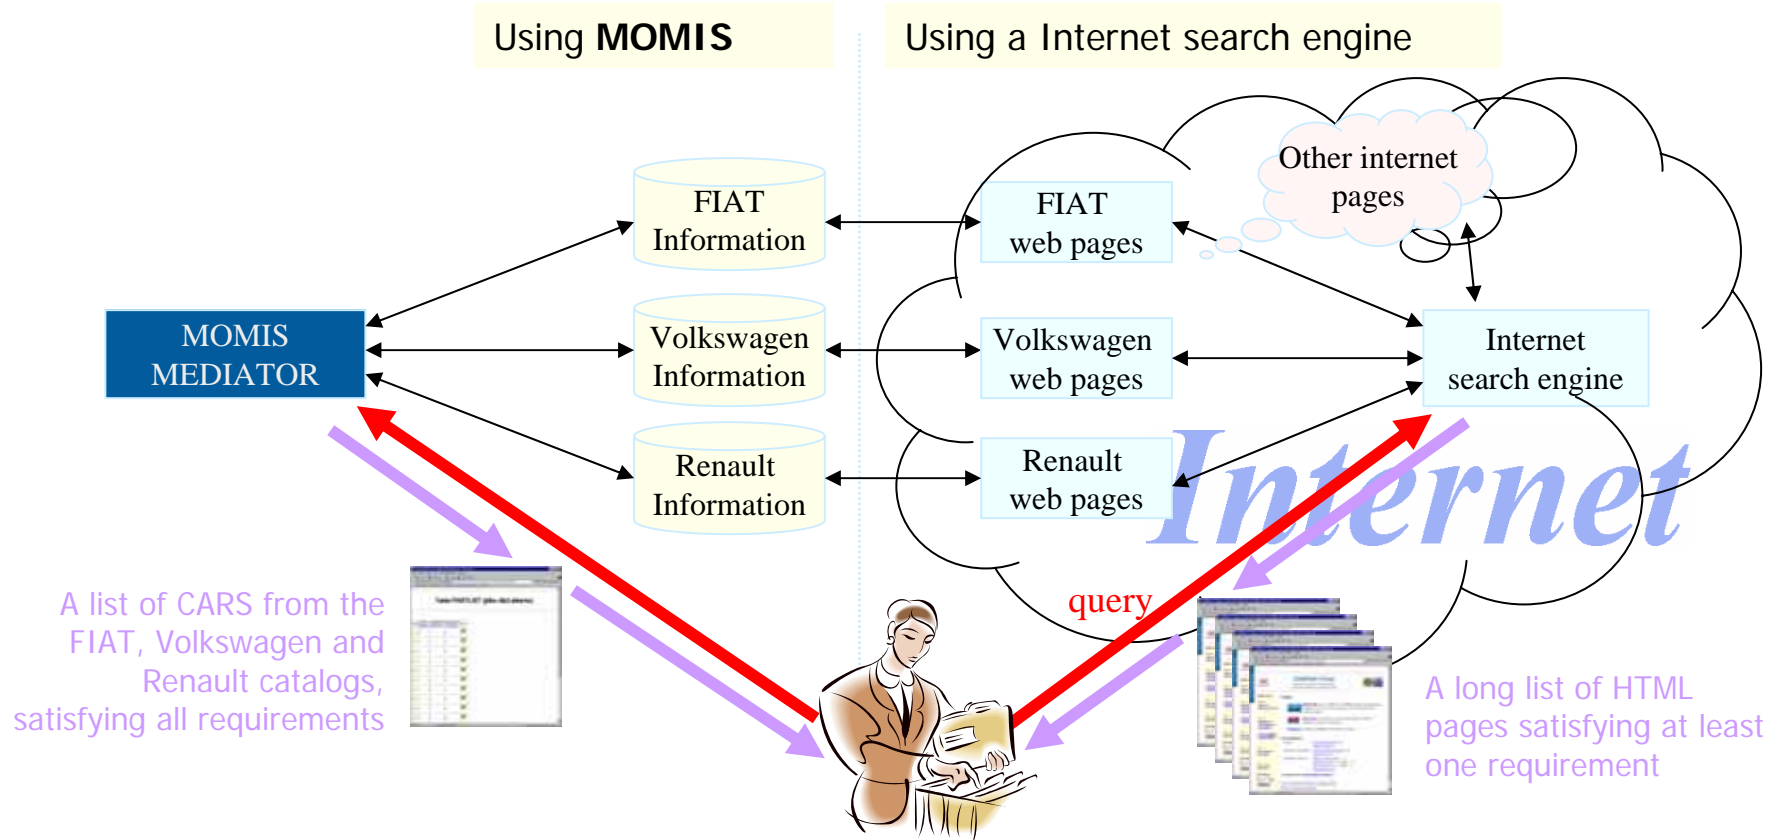 Using MOMIS
Using a Internet search engine
Other internet
pages
FIAT
Information
FIAT
web pages
MOMIS
MEDIATOR
Volkswagen
Information
Volkswagen
web pages
Internet
search engine
Renault
Information
Renault
web pages
Internet
query
A list of CARS from the
FIAT, Volkswagen and
Renault catalogs,
satisfying all requirements
A long list of HTML
pages satisfying at least
one requirement